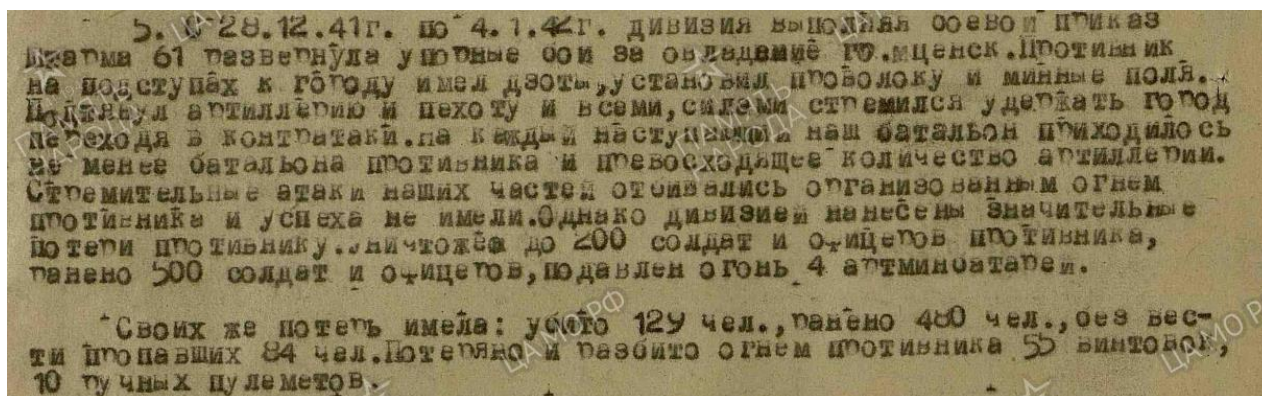 5. С 28.12.41г. по 4.1.42г. дивизия выполняя боевой приказ
Шкарма 61 развернула упорные бои за овладение гор.мценск.Противник
на подступах к городу имел дзоты,установил проволоку и минные поля.
Подтянул артиллерию и пехоту и всеми,силами стремился удержать город
переходя в контратаки.на каждый наступающий наш батальон приходилось
не менее батальона противника и превосходящее количество артиллерии.
Стремительные атаки наших частей отбивались организованным огнем
противника и успеха не имели.Однако дивизией нанесены значительные
потери противнику.Уничтожен до 200 солдат и офицеров противника,
ранено 500 солдат и офицеров,подавлен огонь 4 артминбатарей.
Своих же потерь имела: убито 129 чел.,ранено 480 чел.,без вес-
ти пропавших 84 чел.Потеряно и разбито огнем противника 55 винтовок,
10 ручных пулеметов.